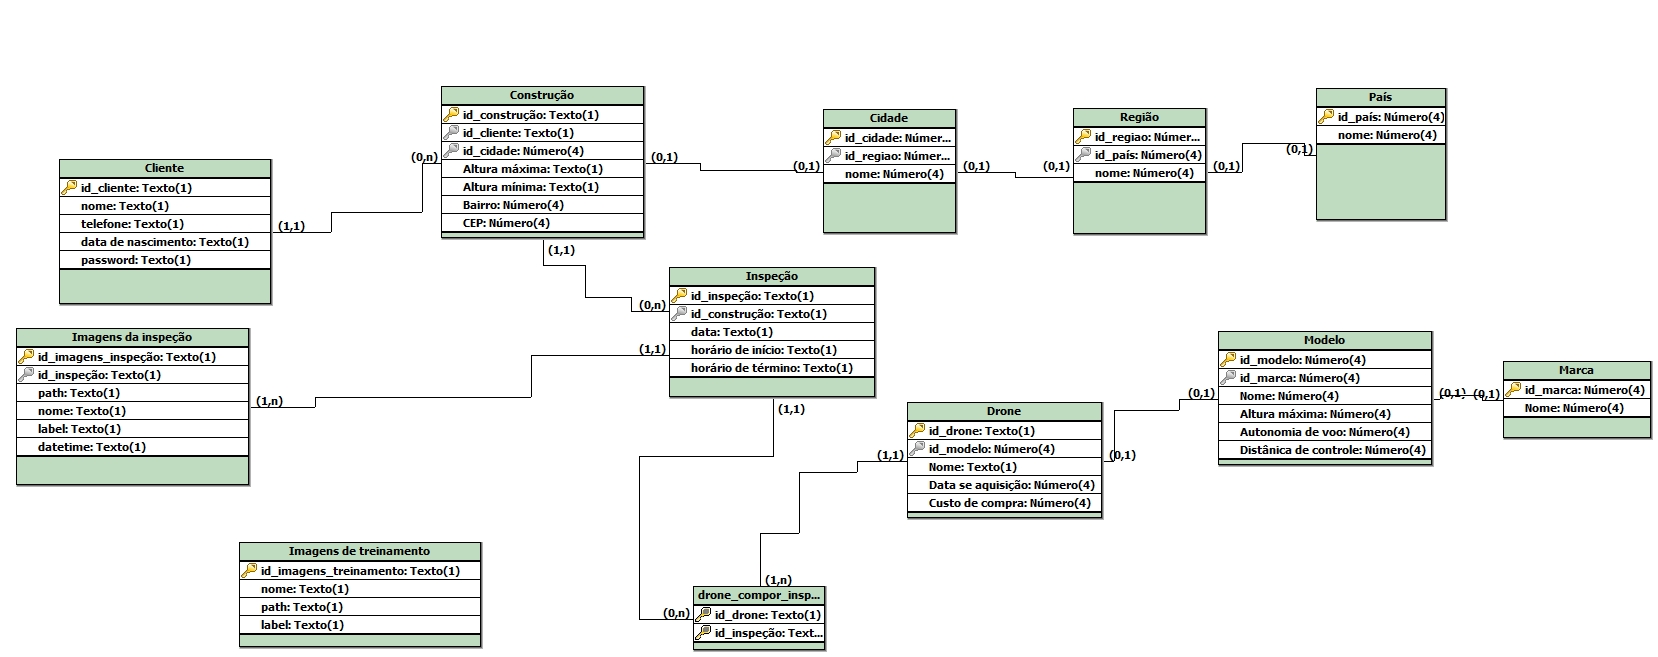 Cliente
id_cliente: Texto(1)
nome: Texto(1)
telefone: Texto(1)
data de nascimento: Texto(1)
password: Texto(1)
(1,1)
(0,n)
Construção
id_construção: Texto(1)
id_cliente: Texto(1)
id_cidade: Número(4)
Altura máxima: Texto(1)
Altura mínima: Texto(1)
Bairro: Número(4)
CEP: Número(4)
(0,1)
(0,1)
Cidade
id_cidade: Númer...
id_regiao: Númer...
nome: Número(4)
(0,1)
(0,1)
Região
id_regiao: Númer...
id_país: Número(4)
nome: Número(4)
(0,1)
(0,1)
País
id_país: Número(4)
nome: Número(4)
(1,1)
(0,n)
Inspeção
id_inspeção: Texto(1)
id_construção: Texto(1)
data: Texto(1)
horário de início: Texto(1)
horário de término: Texto(1)
(1,1)
(1,n)
Imagens da inspeção
id_imagens_inspeção: Texto(1)
id_inspeção: Texto(1)
path: Texto(1)
nome: Texto(1)
label: Texto(1)
datetime: Texto(1)
(1,1)
(0,n)
Drone
id_drone: Texto(1)
id_modelo: Número(4)
Nome: Texto(1)
Data se aquisição: Número(4)
Custo de compra: Número(4)
(1,1)
(1,n)
(0,1)
(0,1)
Modelo
id_modelo: Número(4)
id_marca: Número(4)
Nome: Número(4)
Altura máxima: Número(4)
Autonomia de voo: Número(4)
Distânica de controle: Número(4)
(0,1)
(0,1)
Marca
id_marca: Número(4)
Nome: Número(4)
Imagens de treinamento
id_imagens_treinamento: Texto(1)
nome: Texto(1)
path: Texto(1)
label: Texto(1)
drone_compor_insp...
id_drone: Texto(1)
id_inspeção: Text...